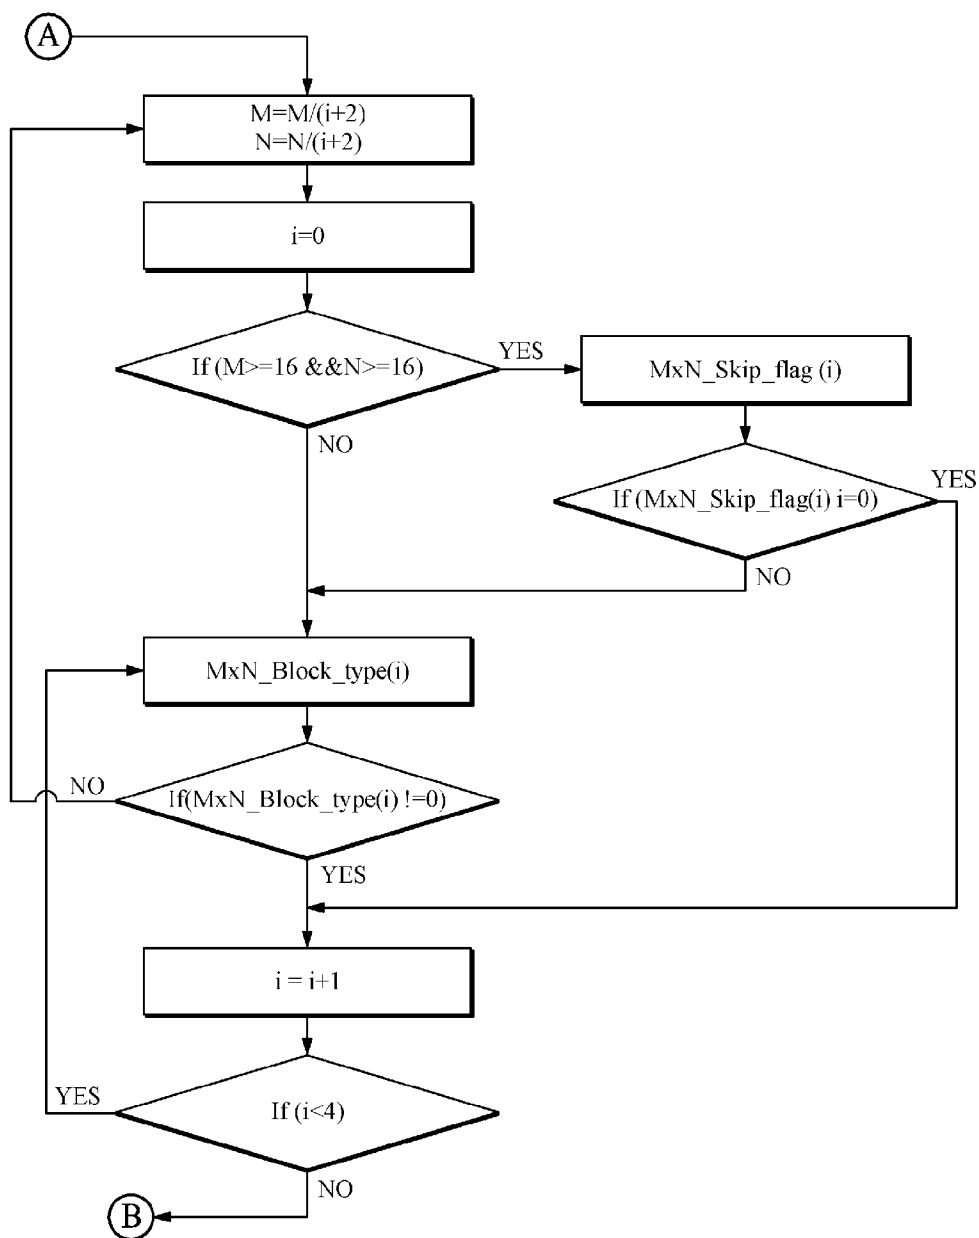 A
M=M/(i+2)
N=N/(i+2)
i=0
If (M>=16 &&N>=16)
YES
MxN_Skip_flag (i)
NO
If (MxN_Skip_flag(i) i=0)
YES
NO
MxN_Block_type(i)
NO
If(MxN_Block_type(i) !=0)
YES
i = i+1
YES
If (i<4)
NO
B